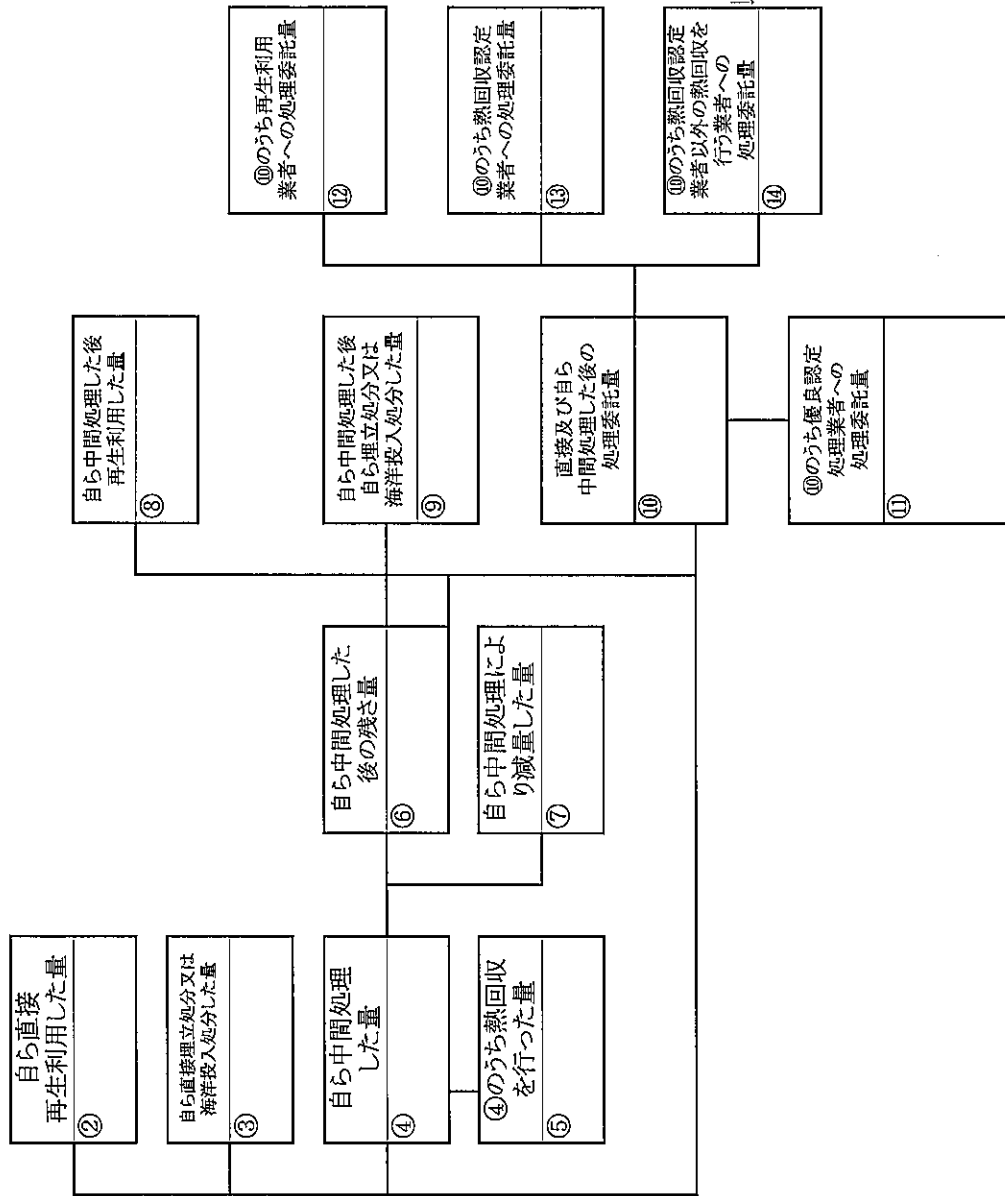 自ら直接
再生利用した量
②
自ら直接埋立処分又は
海洋投入処分した量
③
自ら中間処理
した量
④
④のうち熱回収
を行った量
⑤
自ら中間処理した
後の残さ量
⑥
自ら中間処理によ
り減量した量
⑦
自ら中間処理した後
再生利用した量
⑧
自ら中間処理した後
自ら埋立処分又は
海洋投入処分した量
⑨
直接及び自ら
中間処理した後の
処理委託量
⑩
⑩のうち優良認定
処理業者への
処理委託量
⑪
⑩のうち再生利用
業者への処理委託量
⑫
⑩のうち熱回収認定
業者への処理委託量
⑬
⑩のうち熱回収認定
業者以外の熱回収を
行う業者への
処理委託量
⑭